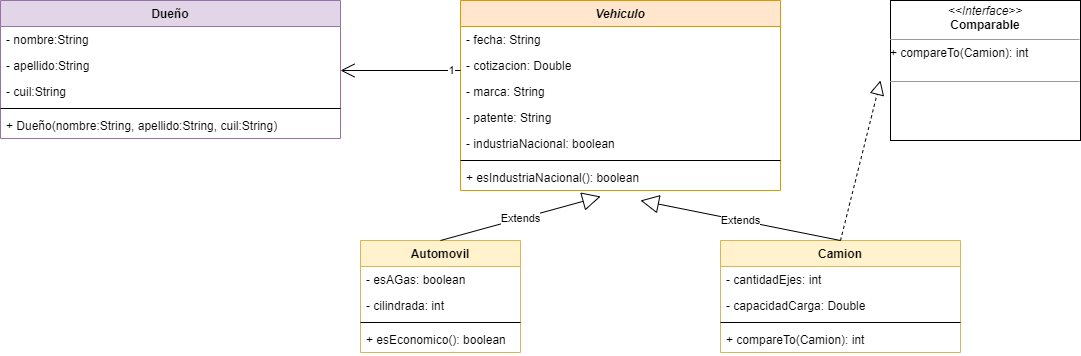 Dueño
- nombre:String
- apellido:String
- cuil:String
+ Dueño(nombre:String, apellido:String, cuil:String)
1
Vehiculo
- fecha: String
- cotizacion: Double
- marca: String
- patente: String
- industriaNacional: boolean
+ esIndustriaNacional(): boolean
<<Interface>>
Comparable
+ compareTo(Camion): int
Extends
Extends
Automovil
- esAGas: boolean
- cilindrada: int
+ esEconomico(): boolean
Camion
- cantidadEjes: int
- capacidadCarga: Double
+ compareTo(Camion): int